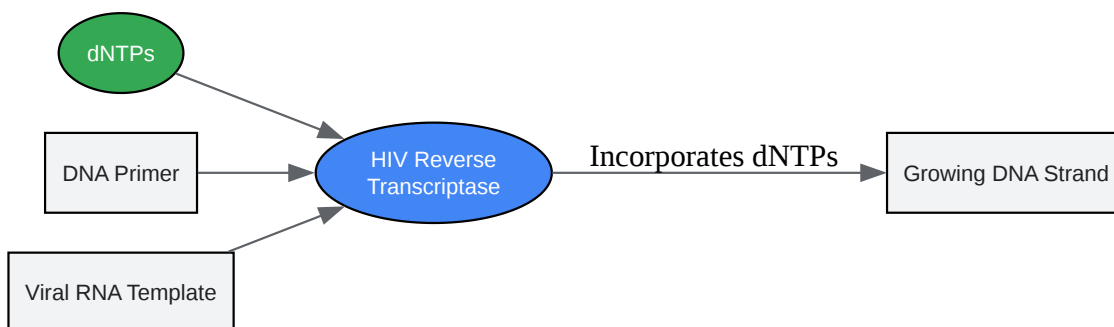 dNTPs
DNA Primer
Viral RNA Template
HIV Reverse
Transcriptase
Incorporates dNTPs
Growing DNA Strand